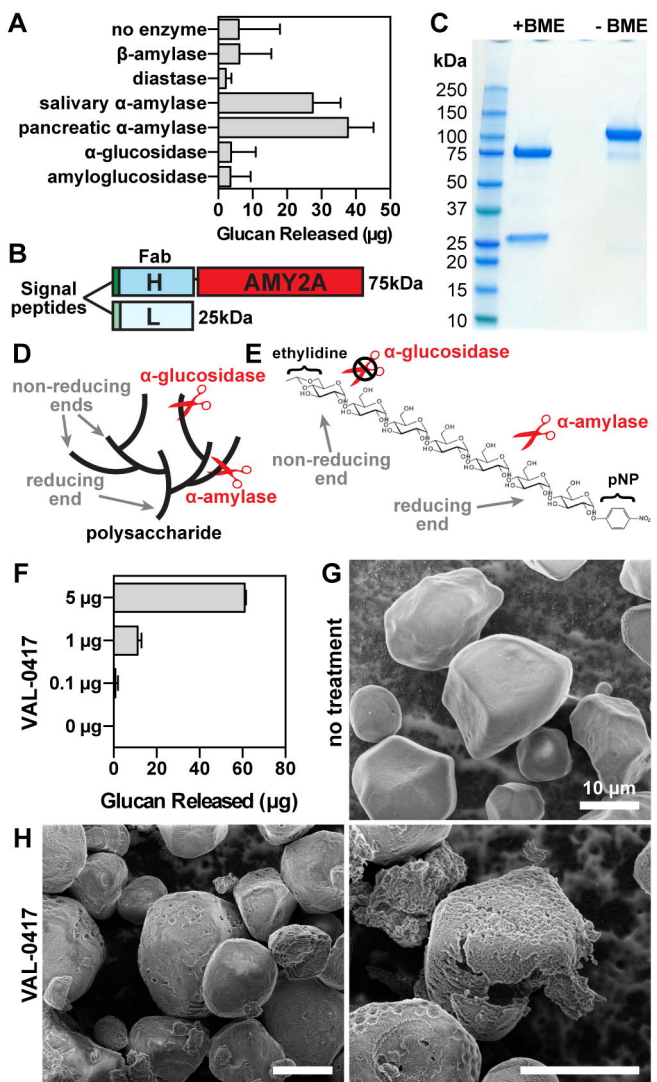 A
no enzyme
β-amylase
diastase
salivary α-amylase
pancreatic α-amylase
α-glucosidase
amyloglucosidase
0 10 20 30 40 50
Glucan Released (μg)
B
Fab
Signal
peptides
H AMY2A 75kDa
L 25kDa
C
+BME - BME
kDa
250
150
100
75
50
37
25
20
15
10
D
α-glucosidase
non-reducing
ends
reducing
end
α-amylase
polysaccharide
E
ethylidine
α-glucosidase
α-amylase
non-reducing
end
reducing
end
pNP
NO₂
F
VAL-0417
5 μg
1 μg
0.1 μg
0 μg
0 20 40 60 80
Glucan Released (μg)
G
no treatment
10 μm
H
VAL-0417